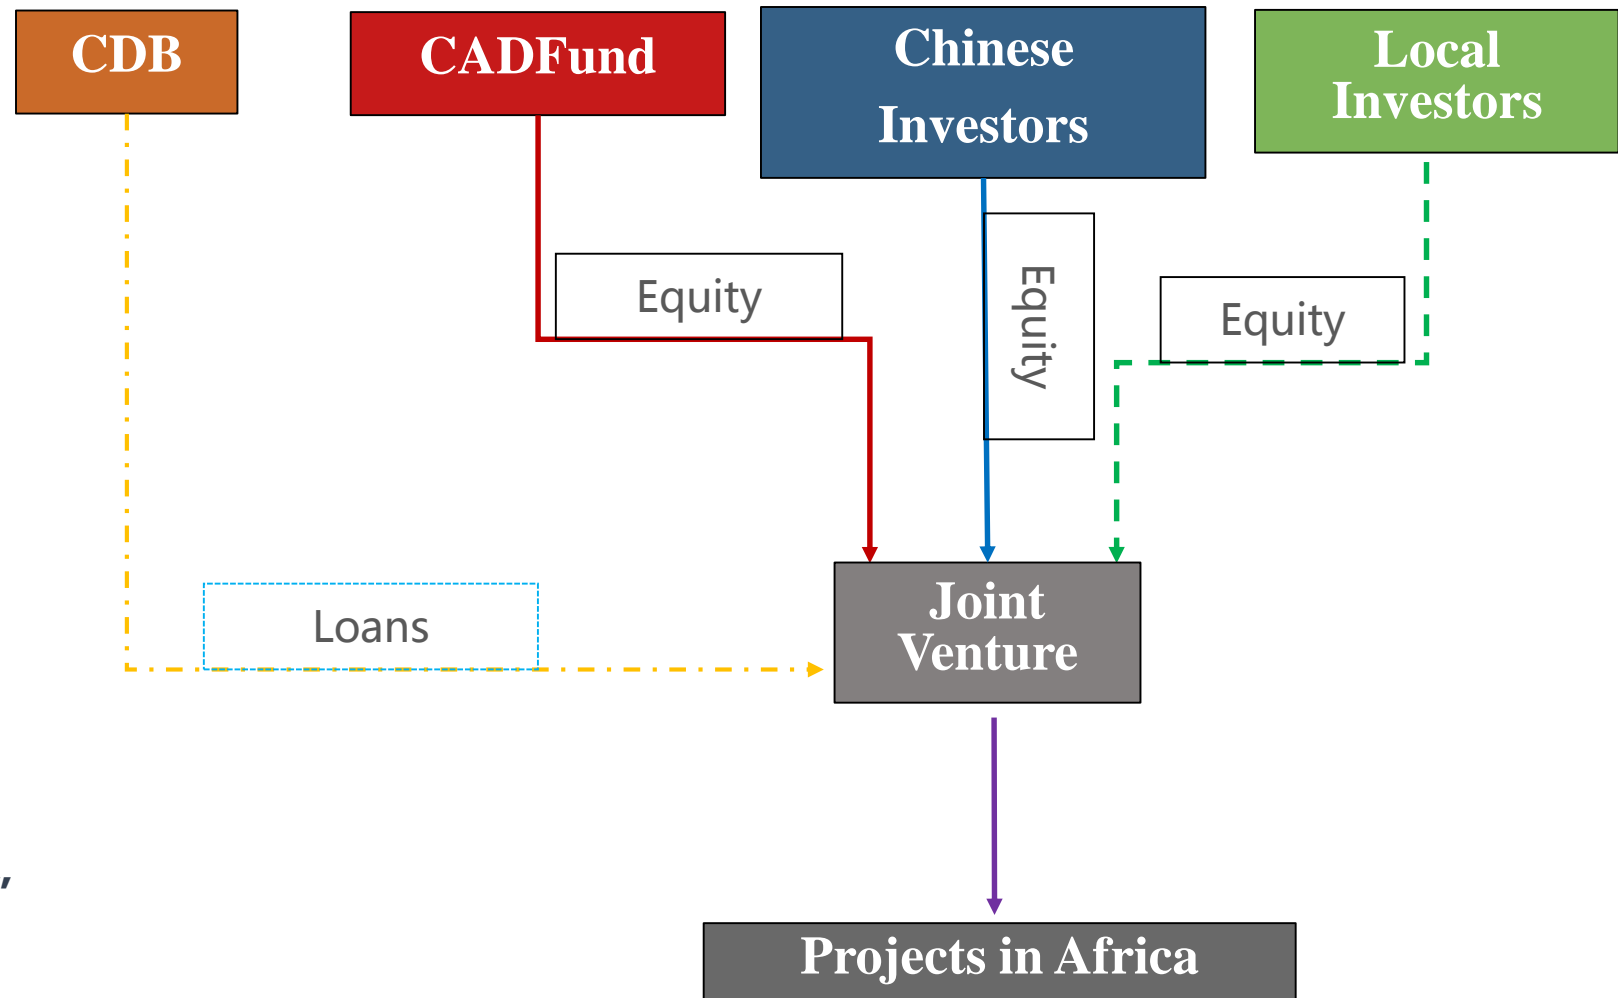 CDB
CADFund
Chinese
Investors
Local
Investors
Equity
Equity
Equity
Loans
Joint
Venture
,
Projects in Africa